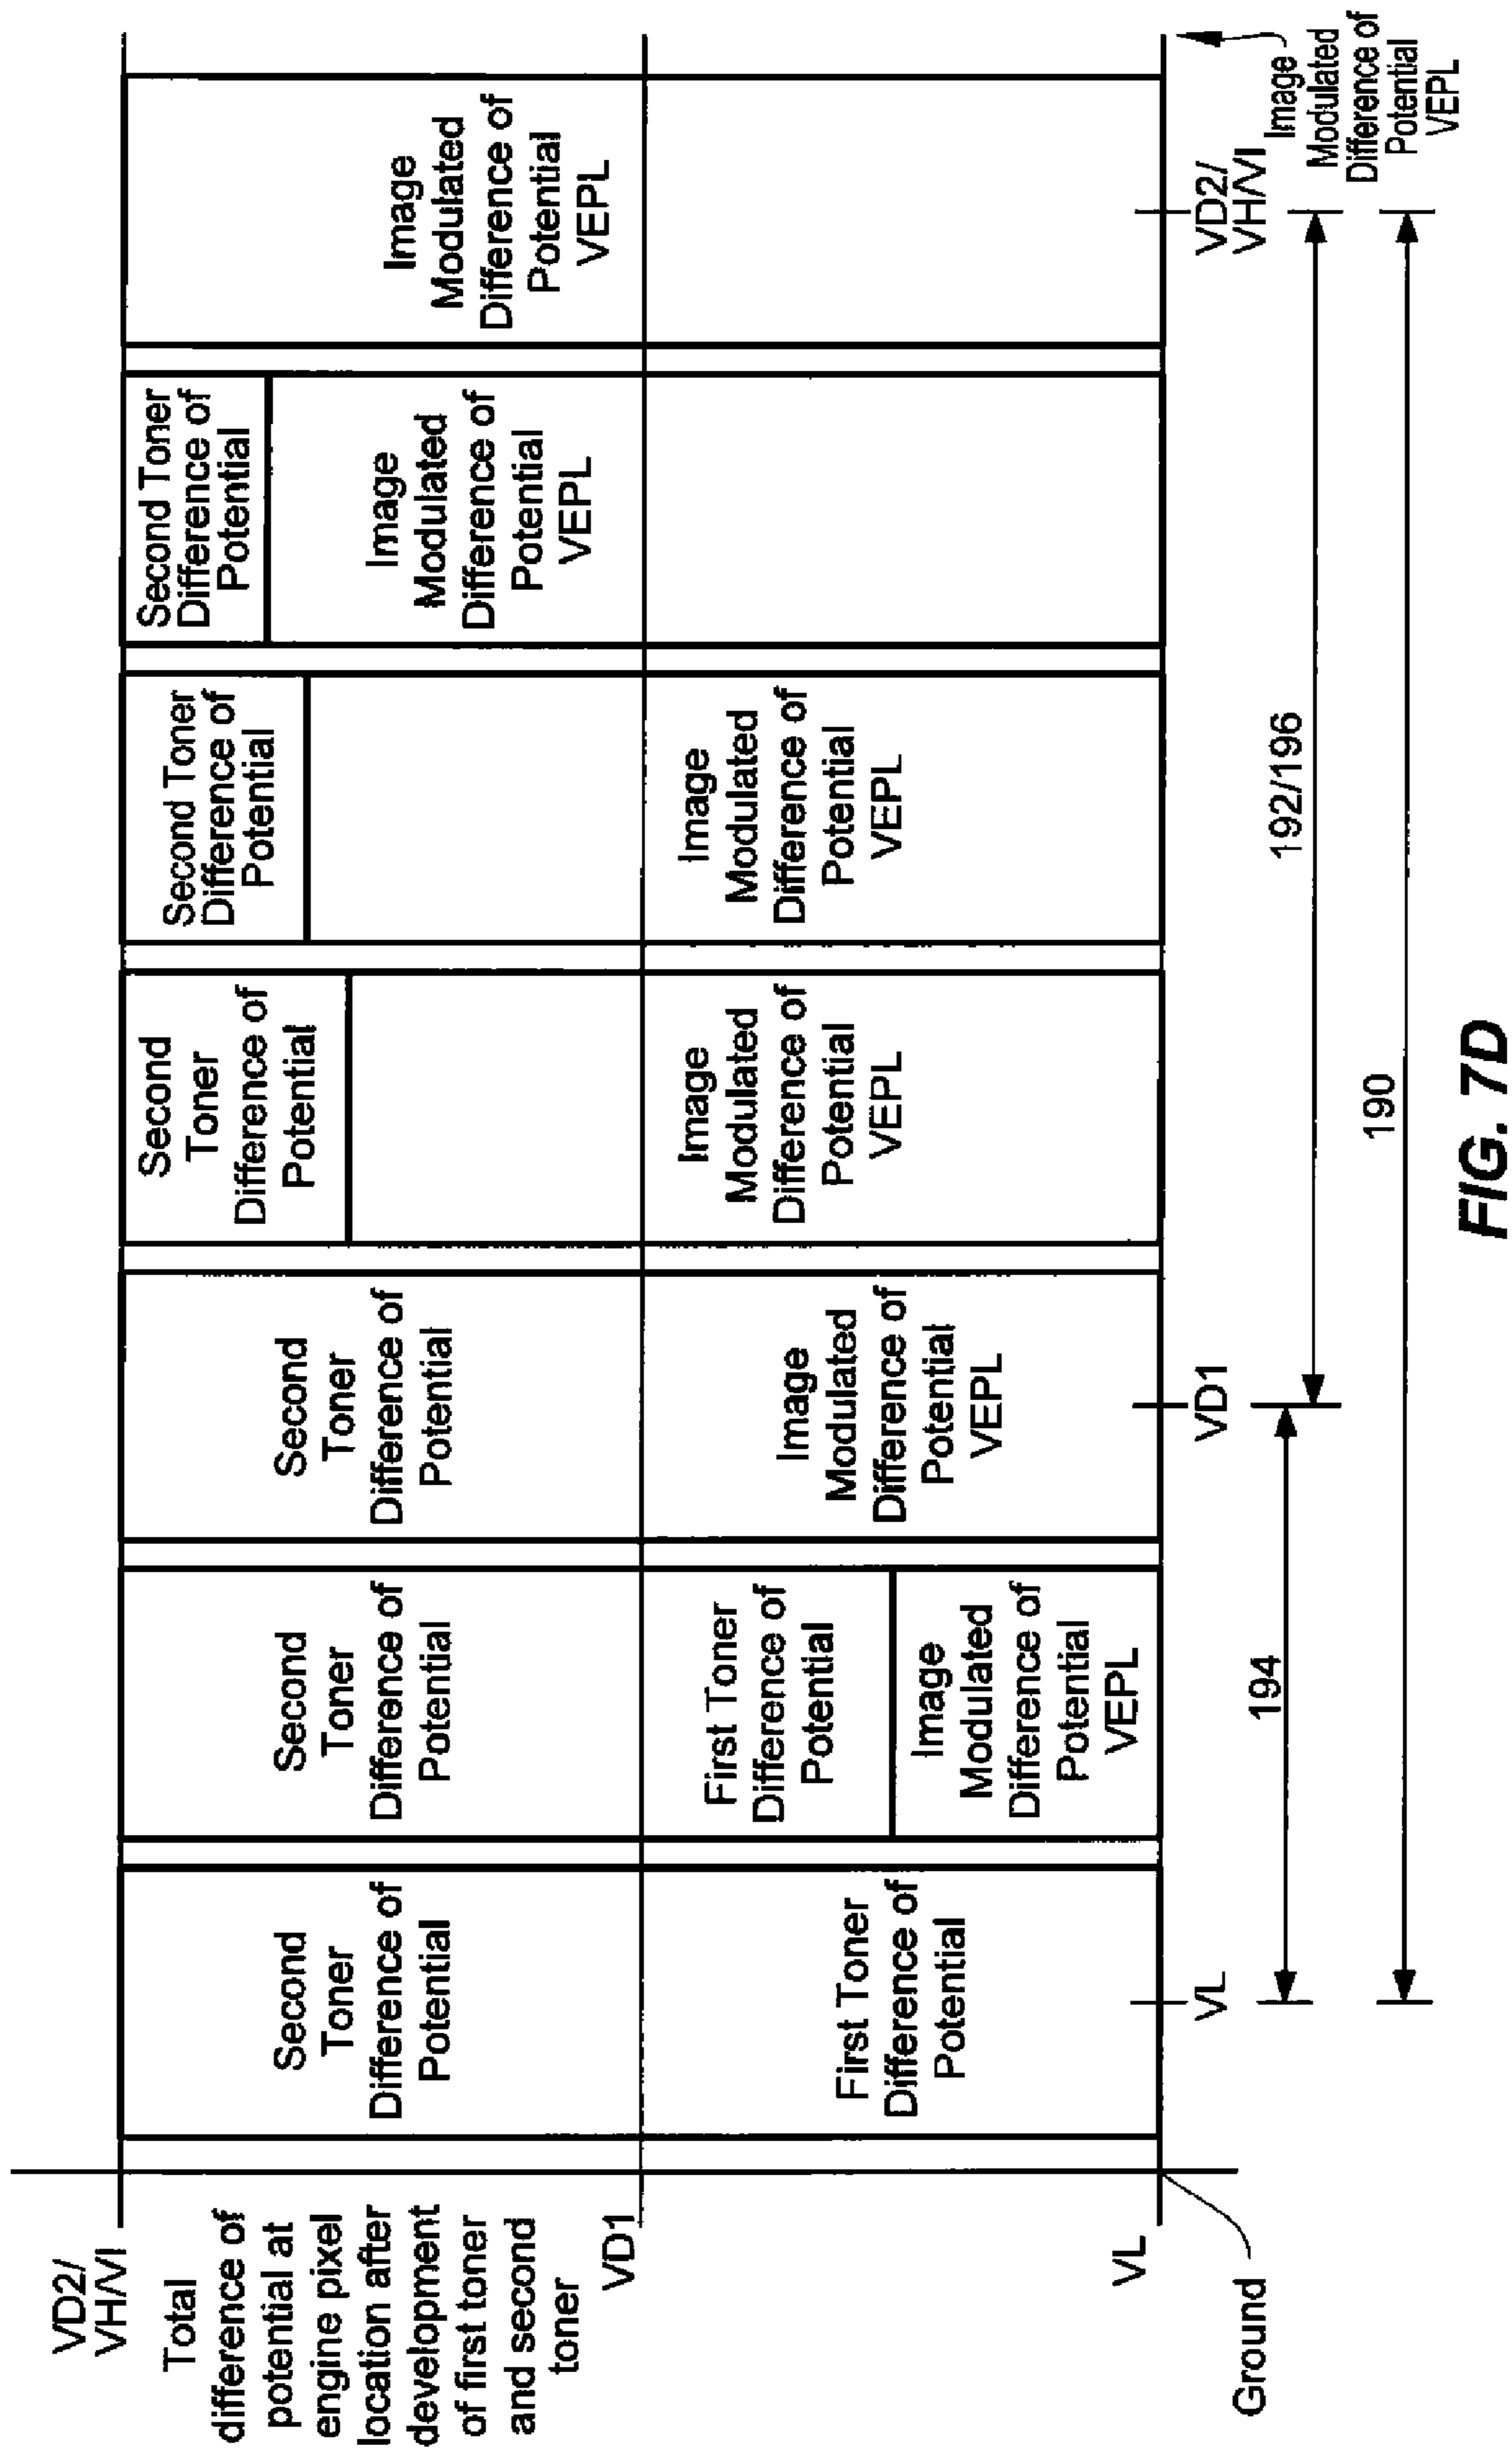 VD2/
VH/VI
Total
difference of
potential at
engine pixel
location after
development
of first toner
and second
toner
VD1
VL
Ground
Second
Toner
Difference of
Potential
First Toner
Difference of
Potential
Second
Toner
Difference of
Potential
First Toner
Difference of
Potential
Image
Modulated
Difference of
Potential
VEPL
Second
Toner
Difference of
Potential
Image
Modulated
Difference of
Potential
VEPL
Second
Toner
Difference of
Potential
Image
Modulated
Difference of
Potential
VEPL
Second Toner
Difference of
Potential
Image
Modulated
Difference of
Potential
VEPL
Second Toner
Difference of
Potential
Image
Modulated
Difference of
Potential
VEPL
Image
Modulated
Difference of
Potential
VEPL
VL
VD1
VD2/
VH/VI
Image
Modulated
Difference of
Potential
VEPL
194
192/196
190
FIG. 7D